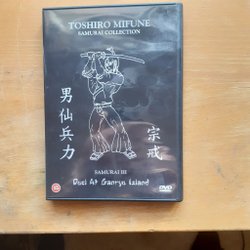 TOSHIRO MIFUNE
SAMURAI COLLECTION
男仙兵力
宗戒
SAMURAI III
Duel At Ganryu Island
DVD